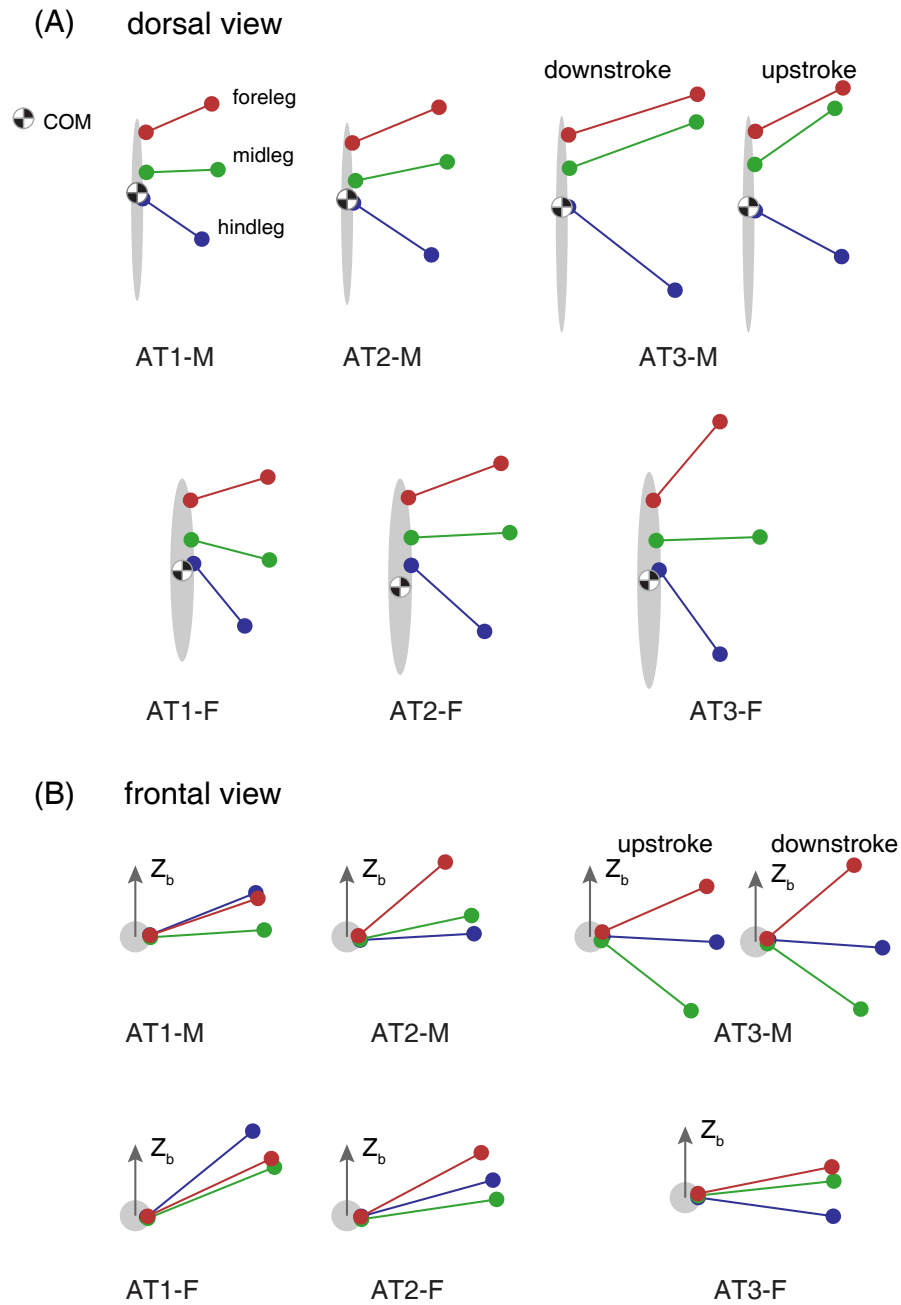 (A) dorsal view
downstroke upstroke
COM
foreleg
midleg
hindleg
AT1-M AT2-M AT3-M
AT1-F AT2-F AT3-F
(B) frontal view
upstroke downstroke
Zb Zb Zb Zb
AT1-M AT2-M AT3-M
Zb Zb Zb
AT1-F AT2-F AT3-F